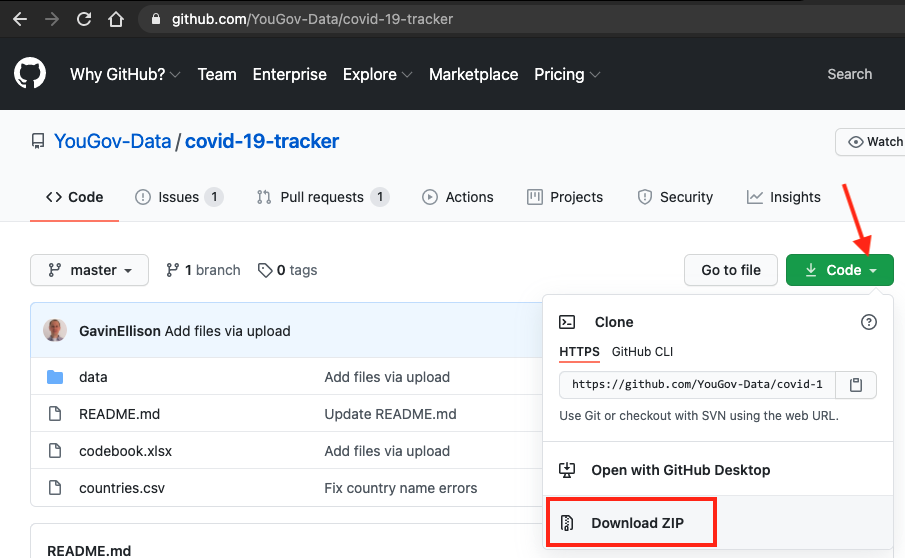 github.com/YouGov-Data/covid-19-tracker
Why GitHub? Team Enterprise Explore Marketplace Pricing Search
YouGov-Data / covid-19-tracker
Watch
Code Issues 1 Pull requests 1 Actions Projects Security Insights
master 1 branch 0 tags Go to file Code
GavinEllison Add files via upload
data Add files via upload
README.md Update README.md
codebook.xlsx Add files via upload
countries.csv Fix country name errors
README.md
Clone
HTTPS GitHub CLI
https://github.com/YouGov-Data/covid-1
Use Git or checkout with SVN using the web URL.
Open with GitHub Desktop
Download ZIP